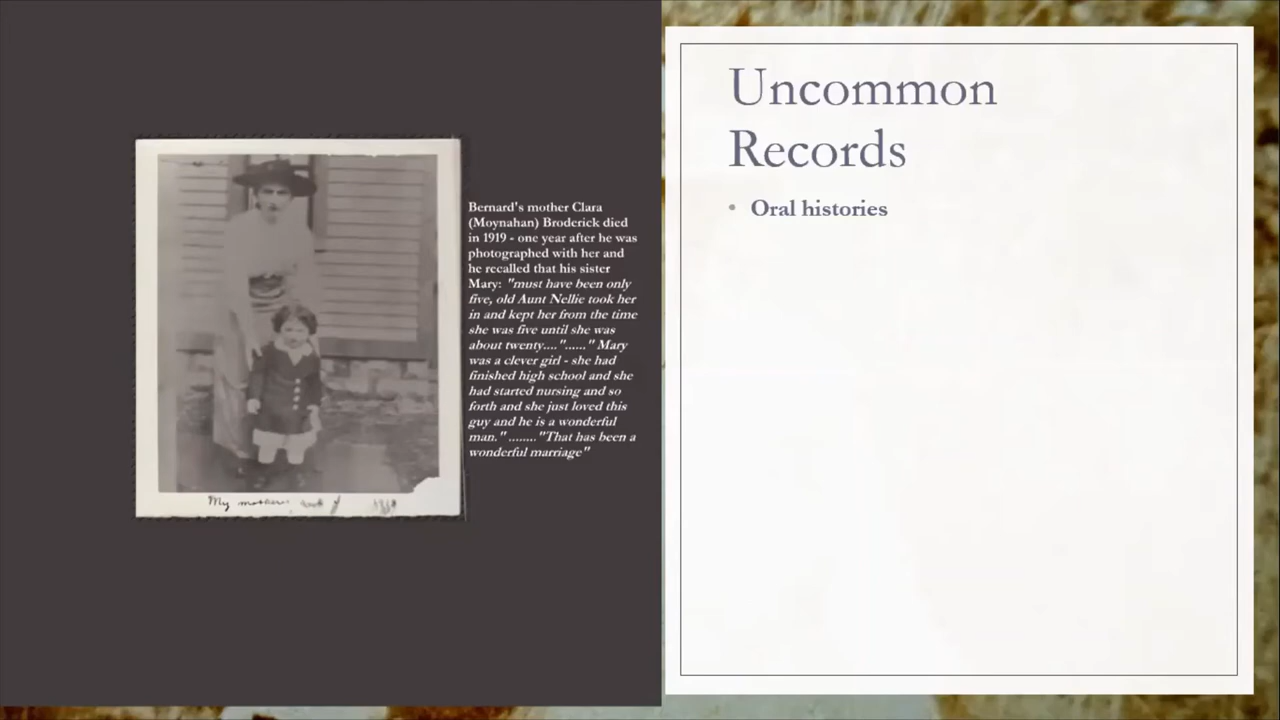 Bernard's mother Clara
(Moynahan) Broderick died
in 1919 - one year after he was
photographed with her and
he recalled that his sister
Mary: "must have been only
five, old Aunt Nellie took her
in and kept her from the time
she was five until she was
about twenty....".......“ Mary
was a clever girl - she had
finished high school and she
had started nursing and so
forth and she just loved this
guy and he is a wonderful
man." ........ "That has been a
wonderful marriage"
My mother
Uncommon
Records
• Oral histories